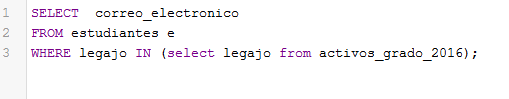 1 SELECT  correo_electronico
2 FROM estudiantes e
3 WHERE legajo IN (select legajo from activos_grado_2016);